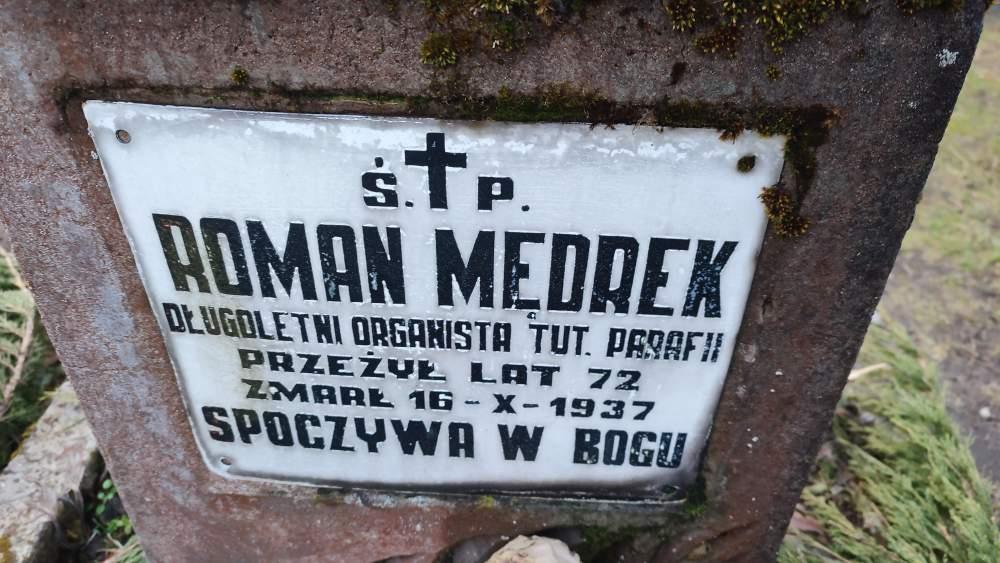 Ś.✝P.
ROMAN MĘDREK
DŁUGOLETNI ORGANISTA TUT. PARAFII
PRZEŻYŁ LAT 72
ZMARŁ 16-X-1937
SPOCZYWA W BOGU